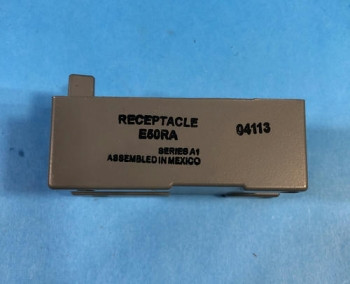 RECEPTACLE
E50RA
04113
SERIES A1
ASSEMBLED IN MEXICO